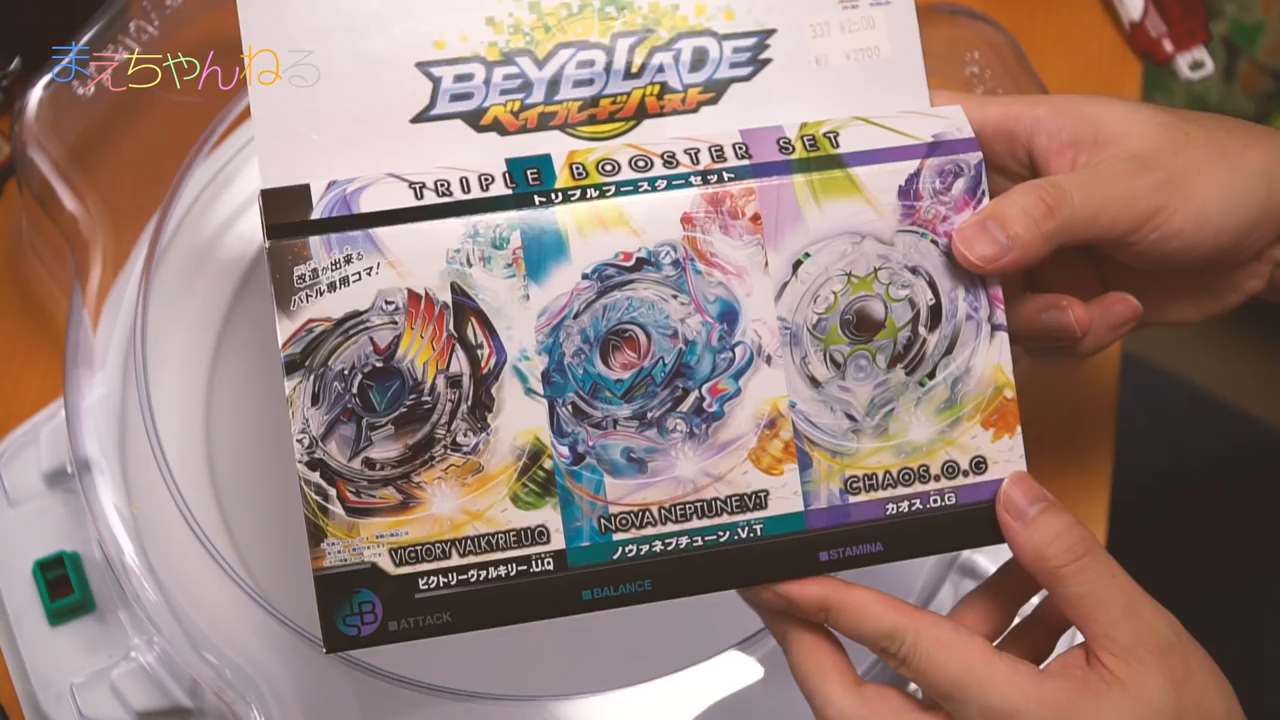 まえちゃんねる
337 ¥2500
¥2700
BEYBLADE
ベイブレードバースト
TRIPLE BOOSTER SET
トリプルブースターセット
改造が出来る
バトル専用コマ!
VICTORY VALKYRIE.U.Q
ビクトリーヴァルキリー.U.Q
NOVA NEPTUNE.V.T
ノヴァネプチューン.V.T
CHAOS.O.G
カオス.O.G
■ATTACK
■BALANCE
■STAMINA